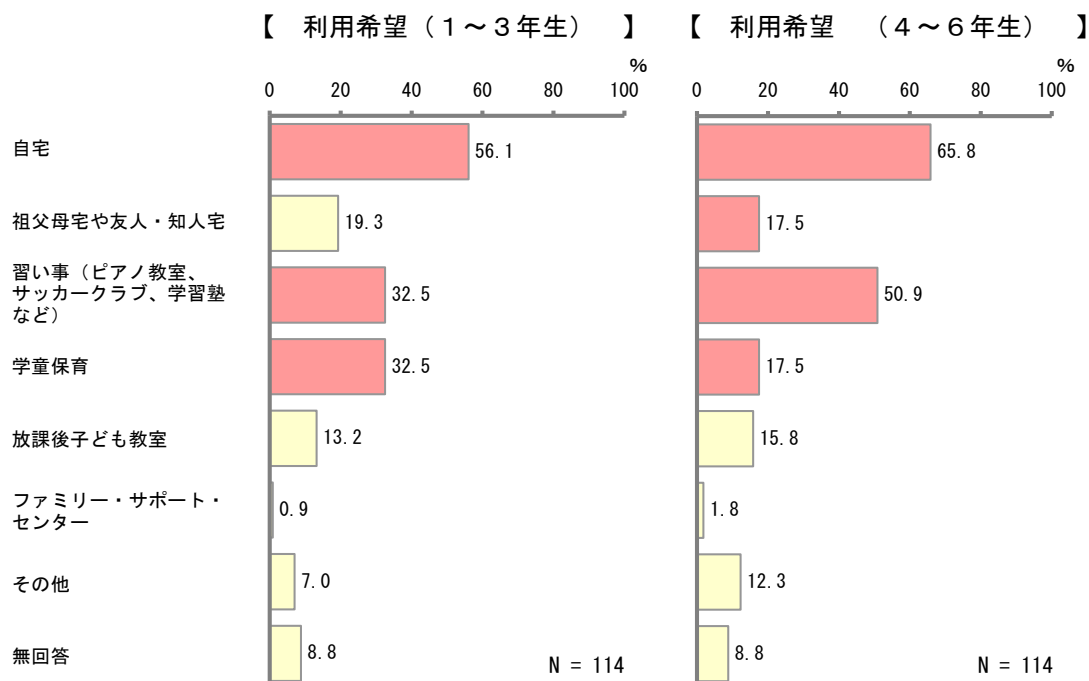 【　利用希望（１～３年生）　】
【　利用希望　（４～６年生）　】
%
0 20 40 60 80 100
%
0 20 40 60 80 100
自宅
56.1
65.8
祖父母宅や友人・知人宅
19.3
17.5
習い事（ピアノ教室、
サッカークラブ、学習塾
など）
32.5
50.9
学童保育
32.5
17.5
放課後子ども教室
13.2
15.8
ファミリー・サポート・
センター
0.9
1.8
その他
7.0
12.3
無回答
8.8
N = 114
8.8
N = 114